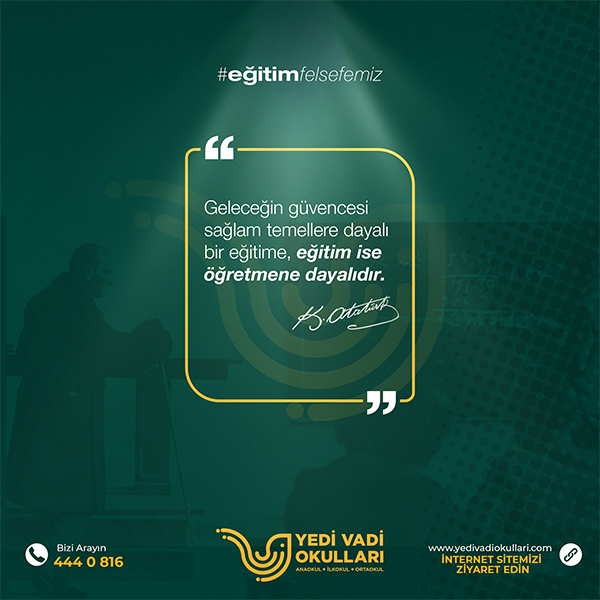 #eğitimfelsefemiz
“
Geleceğin güvencesi
sağlam temellere dayalı
bir eğitime, eğitim ise
öğretmene dayalıdır.
K. Atatürk
”
Bizi Arayın
444 0 816
YEDİ VADİ
OKULLARI
ANAOKUL • İLKOKUL • ORTAOKUL
www.yedivadiokullari.com
İNTERNET SİTEMİZİ
ZİYARET EDİN